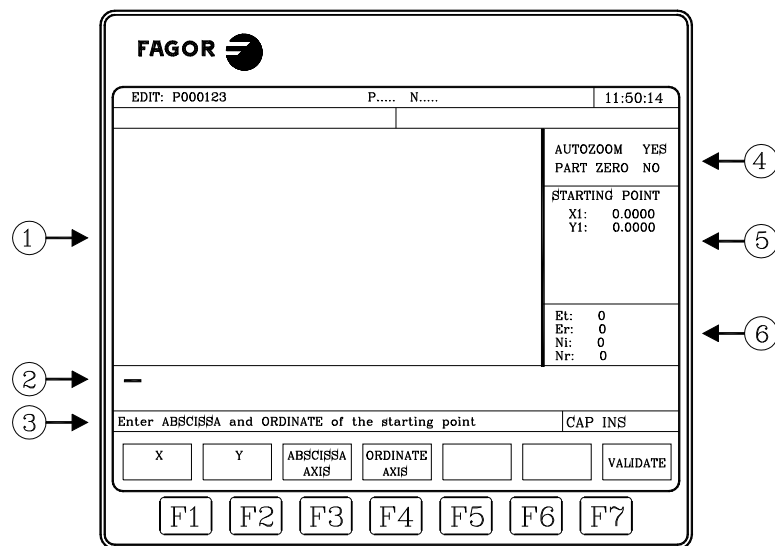 FAGOR
EDIT: P000123 P..... N..... 11:50:14
AUTOZOOM YES
PART ZERO NO
4
STARTING POINT
X1: 0.0000
Y1: 0.0000
1
5
Et: 0
Er: 0
Ni: 0
Nr: 0
6
2
3
Enter ABSCISSA and ORDINATE of the starting point CAP INS
X Y ABSCISSA AXIS ORDINATE AXIS VALIDATE
F1 F2 F3 F4 F5 F6 F7